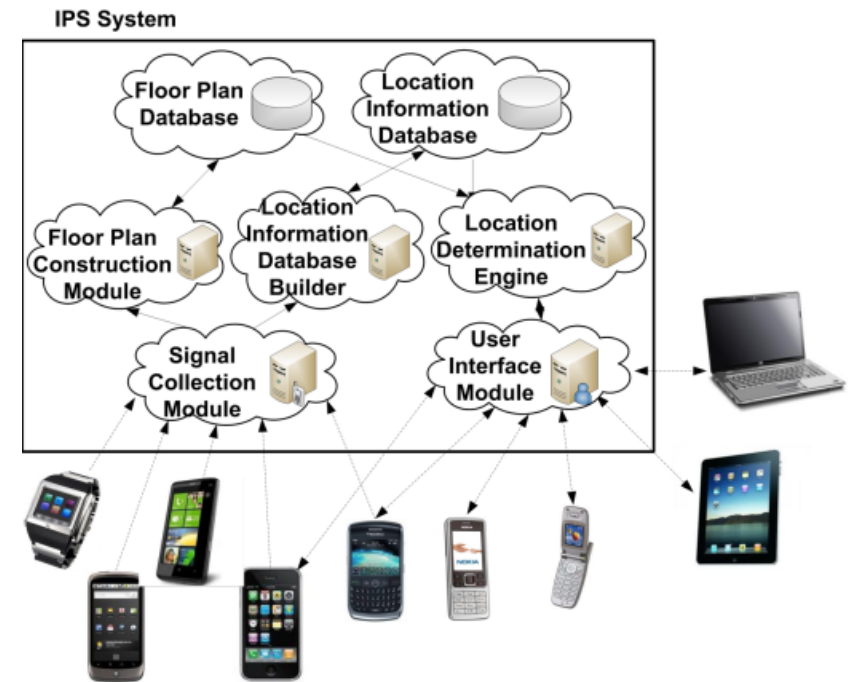 IPS System
Floor Plan
Database
Location
Information
Database
Floor Plan
Construction
Module
Location
Information
Database
Builder
Location
Determination
Engine
Signal
Collection
Module
User
Interface
Module
NOKIA